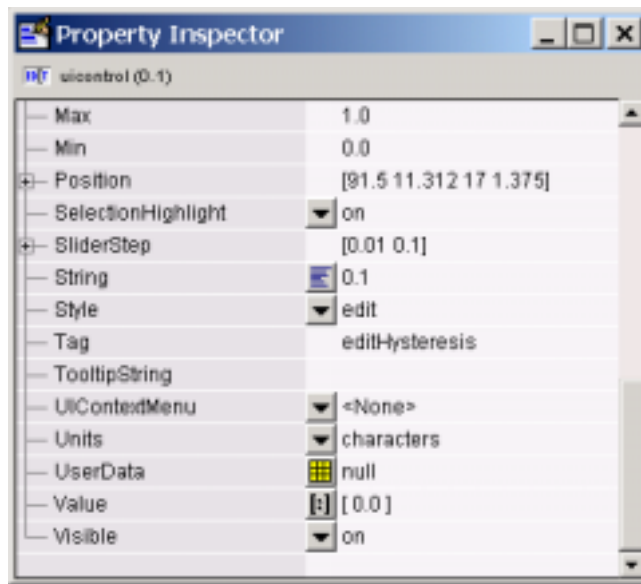 Property Inspector
uicontrol (0.1)
Max 1.0
Min 0.0
Position [91.5 11.312 17 1.375]
SelectionHighlight on
SliderStep [0.01 0.1]
String 0.1
Style edit
Tag editHysteresis
TooltipString
UIContextMenu <None>
Units characters
UserData null
Value [ 0.0 ]
Visible on